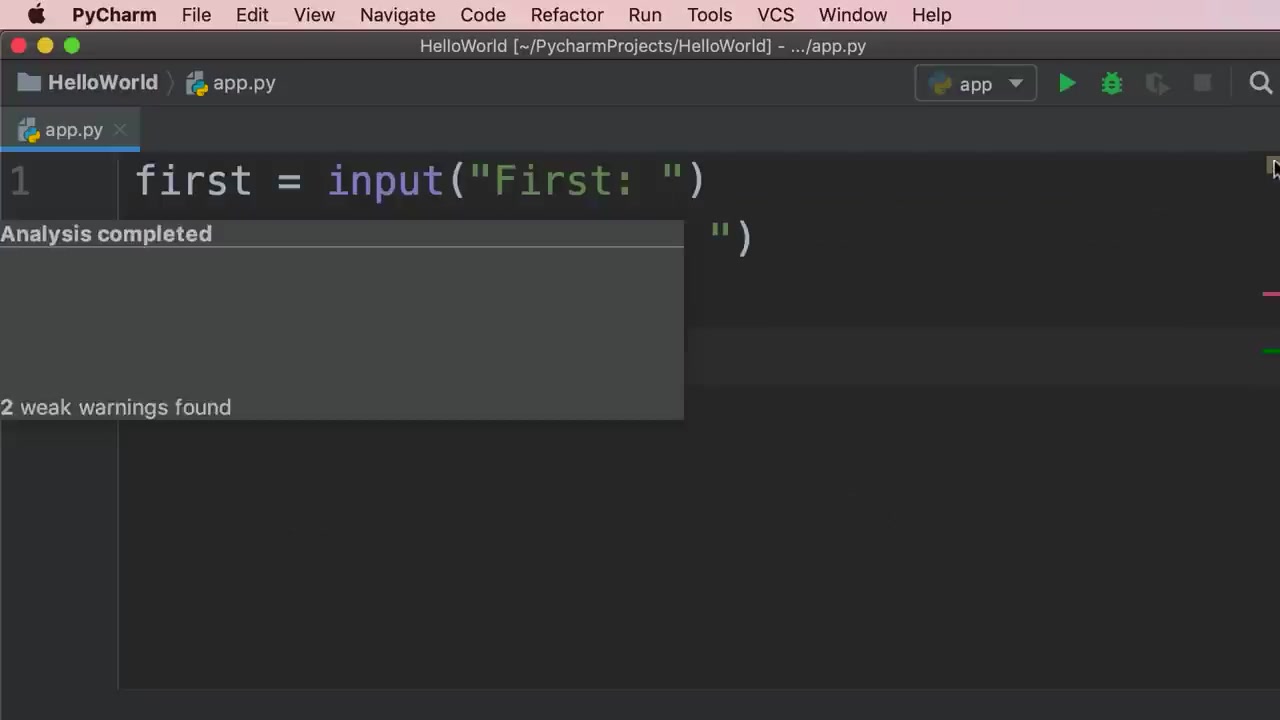 PyCharm File Edit View Navigate Code Refactor Run Tools VCS Window Help
HelloWorld [~/PycharmProjects/HelloWorld] - .../app.py
HelloWorld app.py app
app.py
1 first = input("First: ")
")
Analysis completed
2 weak warnings found